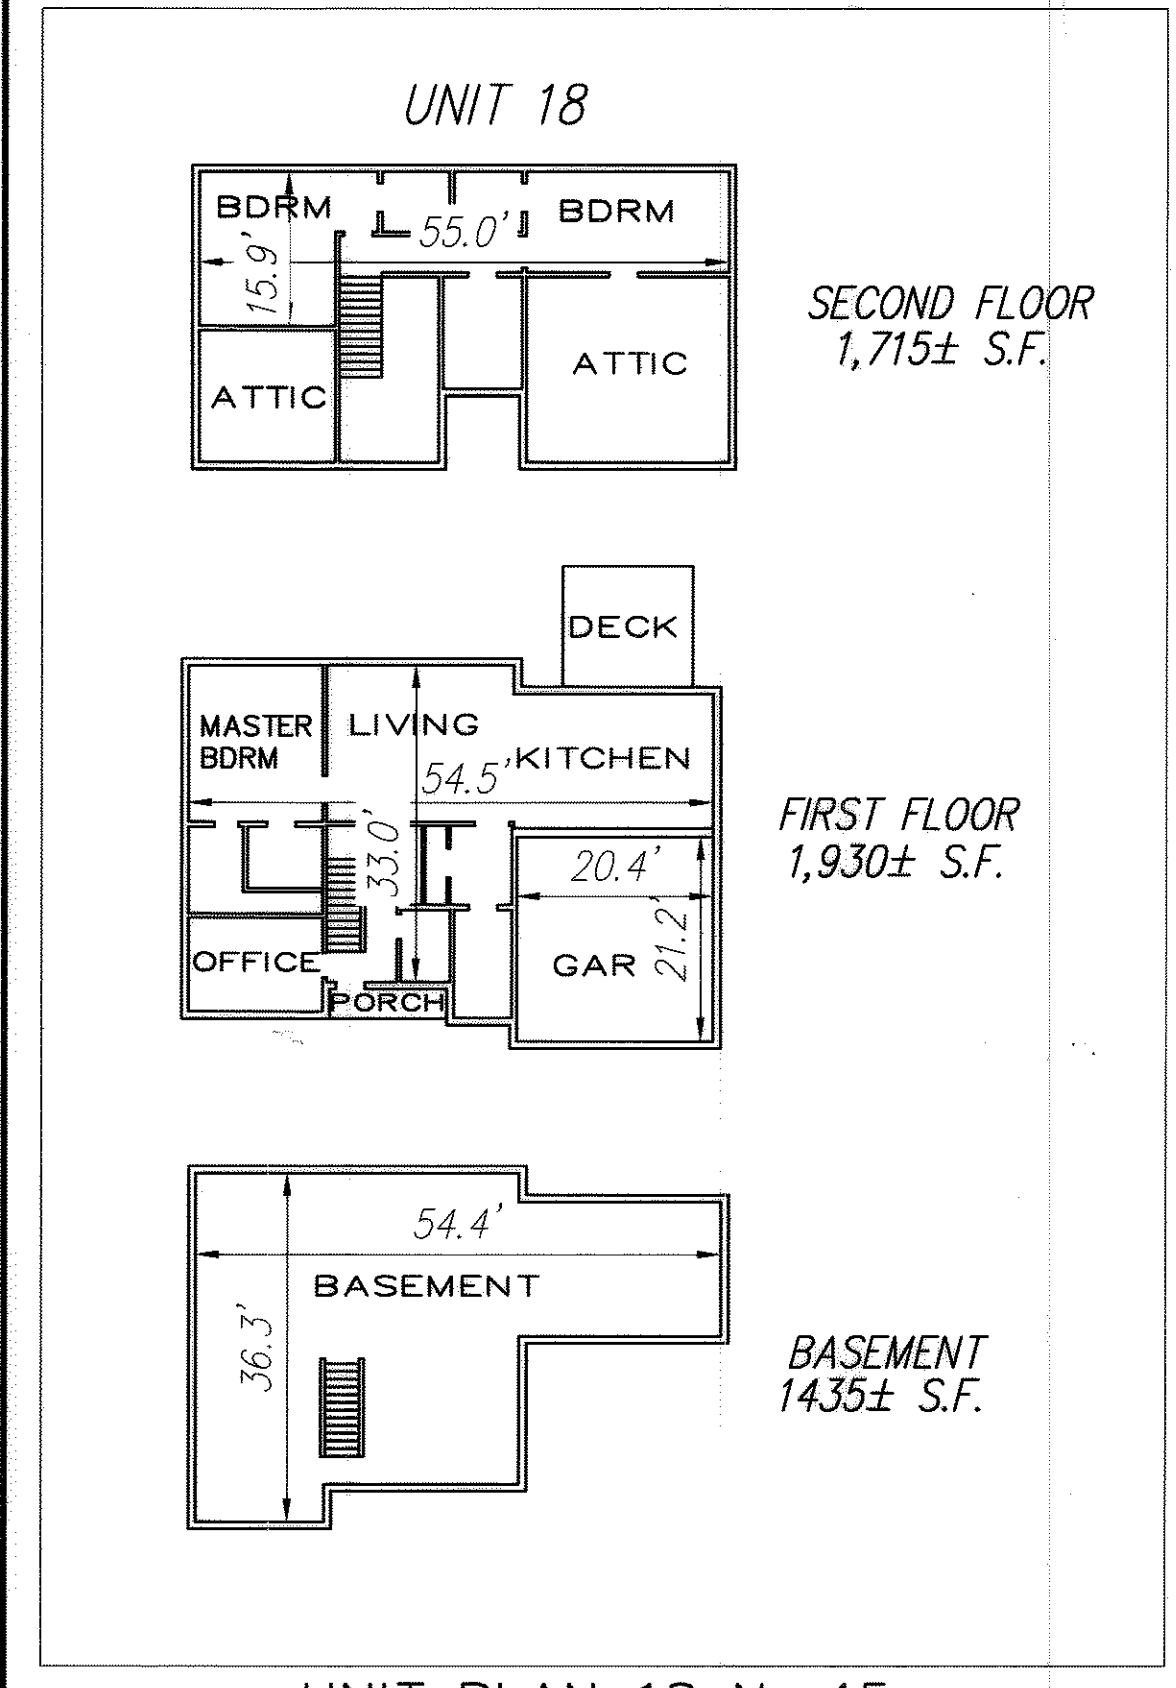 UNIT 18
BDRM
BDRM
55.0'
15.9'
ATTIC
ATTIC
SECOND FLOOR
1,715± S.F.
DECK
MASTER
BDRM
LIVING
KITCHEN
54.5'
33.0'
20.4'
21.2'
OFFICE
GAR
PORCH
FIRST FLOOR
1,930± S.F.
54.4'
BASEMENT
36.3'
BASEMENT
1435± S.F.
UNIT PLAN